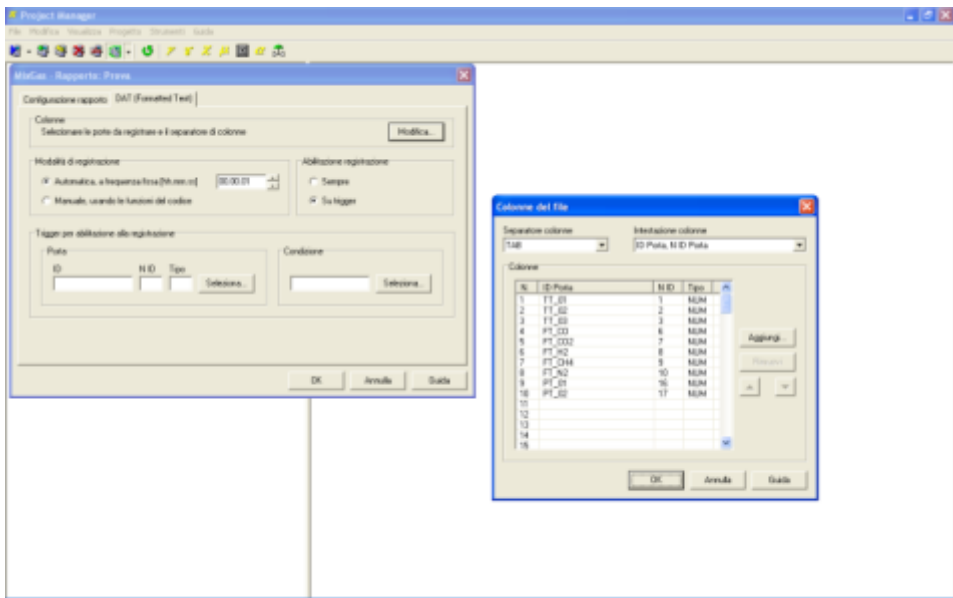 Project Manager
File Modifica Visualizza Progetto Strumenti Guida
MixGas - Rapporto: Prova
Configurazione rapporto DAT (Formatted Text)
Colonne
Selezionare le porte da registrare e il separatore di colonne
Modifica...
Modalità di registrazione
Automatica, a frequenza fissa [hh.mm.ss] 00.00.01
Manuale, usando le funzioni del codice
Abilitazione registrazione
Sempre
Su trigger
Trigger per abilitazione alla registrazione
Porta
ID N ID Tipo
Seleziona...
Condizione
Seleziona...
OK Annulla Guida
Colonne del file
Separatore colonne Intestazione colonne
TAB ID Porta, N ID Porta
Colonne
N. ID Porta N ID Tipo
1 TT_01 1 NUM
2 TT_02 2 NUM
3 TT_03 3 NUM
4 FT_CO 6 NUM
5 FT_CO2 7 NUM
6 FT_H2 8 NUM
7 FT_CH4 9 NUM
8 FT_N2 10 NUM
9 PT_01 16 NUM
10 PT_02 17 NUM
11
12
13
14
15
Aggiungi...
Rimuovi
OK Annulla Guida